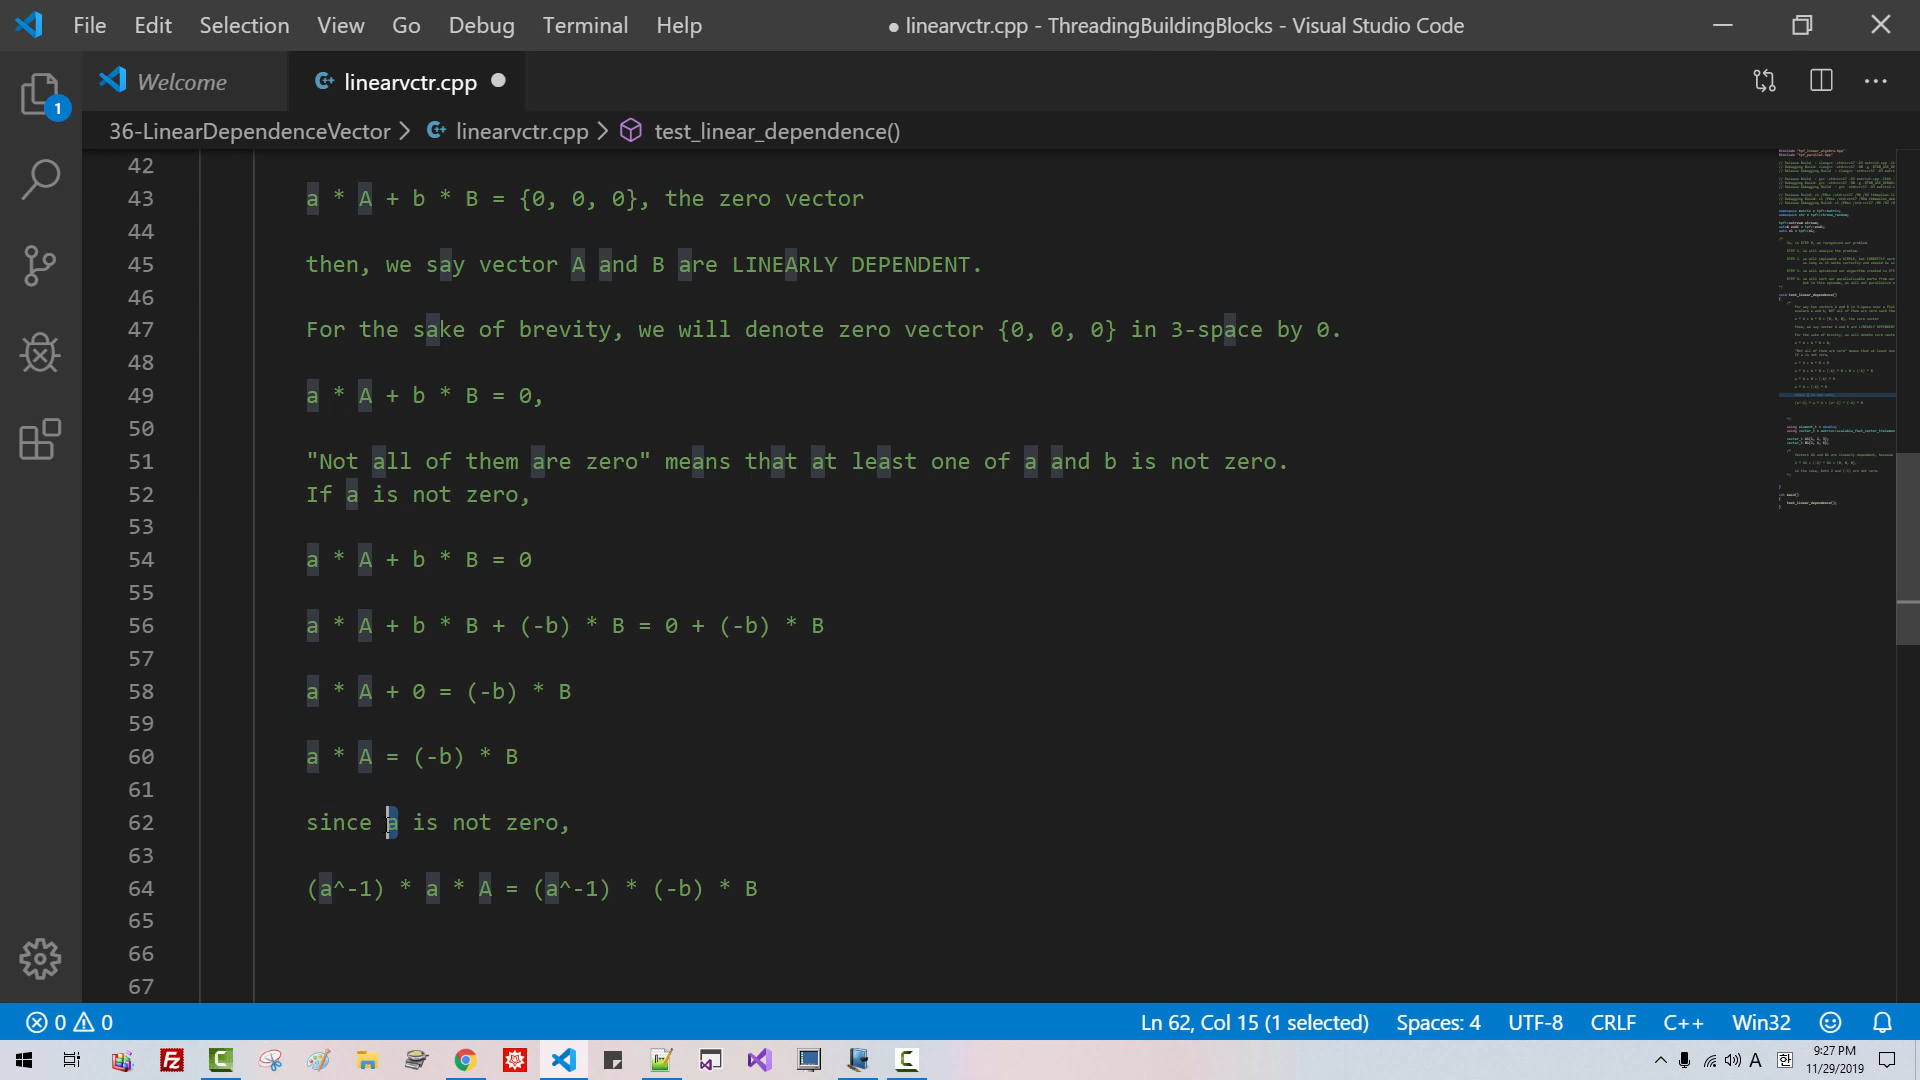 File Edit Selection View Go Debug Terminal Help ● linearvctr.cpp - ThreadingBuildingBlocks - Visual Studio Code
Welcome linearvctr.cpp
36-LinearDependenceVector > linearvctr.cpp > test_linear_dependence()
1
42
43 a * A + b * B = {0, 0, 0}, the zero vector
44
45 then, we say vector A and B are LINEARLY DEPENDENT.
46
47 For the sake of brevity, we will denote zero vector {0, 0, 0} in 3-space by 0.
48
49 a * A + b * B = 0,
50
51 "Not all of them are zero" means that at least one of a and b is not zero.
52 If a is not zero,
53
54 a * A + b * B = 0
55
56 a * A + b * B + (-b) * B = 0 + (-b) * B
57
58 a * A + 0 = (-b) * B
59
60 a * A = (-b) * B
61
62 since a is not zero,
63
64 (a^-1) * a * A = (a^-1) * (-b) * B
65
66
67
0 0 Ln 62, Col 15 (1 selected) Spaces: 4 UTF-8 CRLF C++ Win32
A 한 9:27 PM
11/29/2019